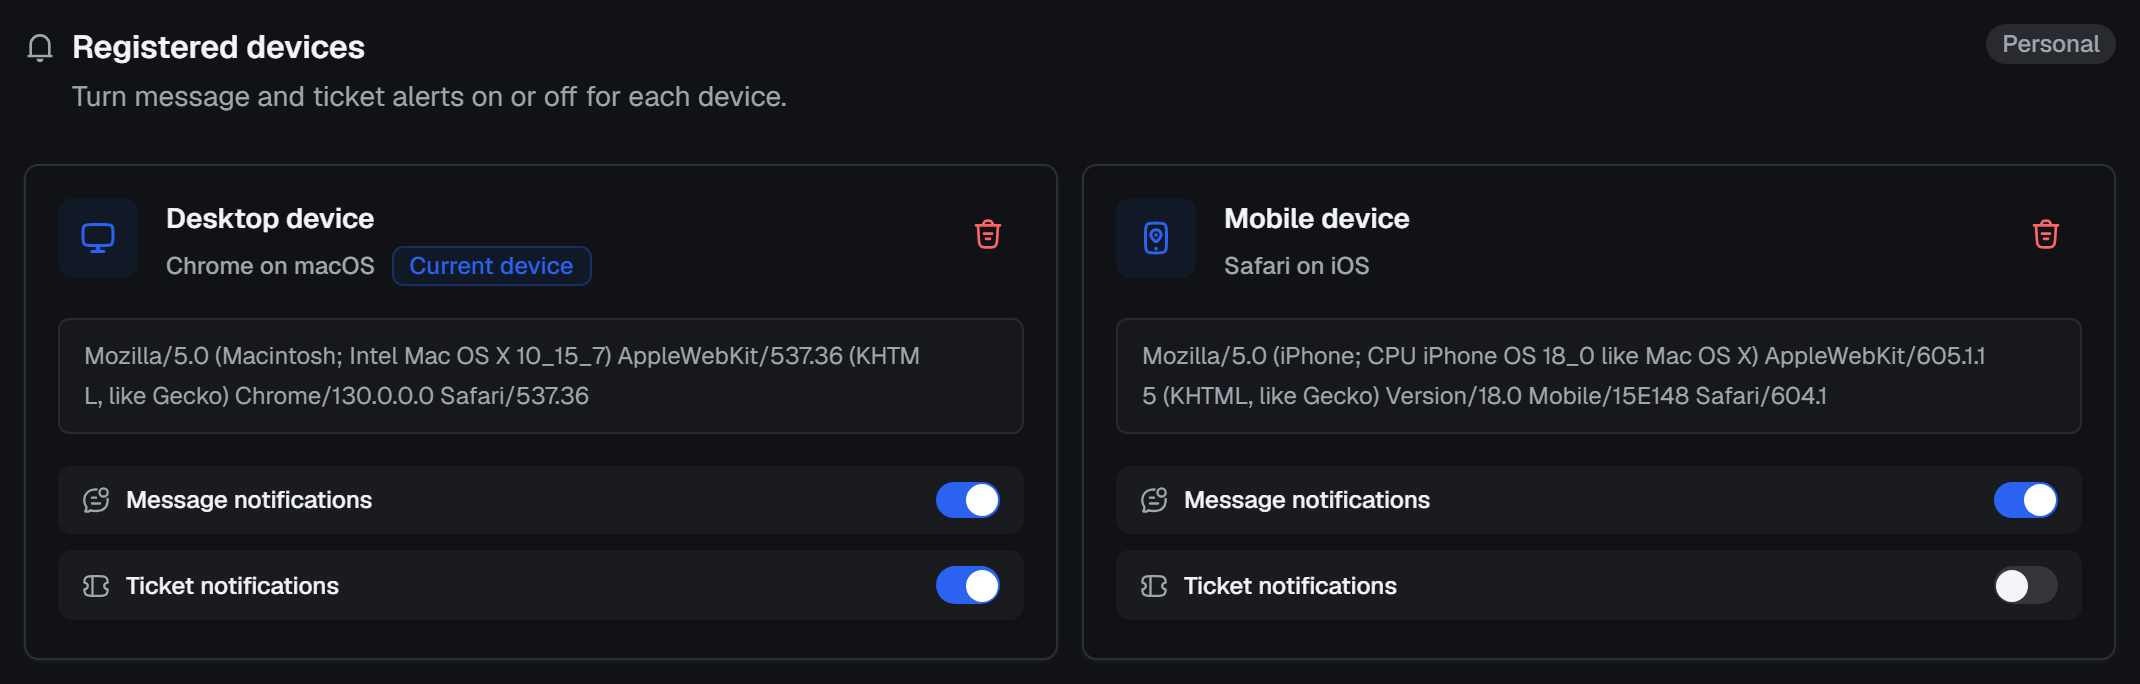 Registered devices
Personal
Turn message and ticket alerts on or off for each device.
Desktop device
Chrome on macOS
Current device
Mozilla/5.0 (Macintosh; Intel Mac OS X 10_15_7) AppleWebKit/537.36 (KHTM
L, like Gecko) Chrome/130.0.0.0 Safari/537.36
Message notifications
Ticket notifications
Mobile device
Safari on iOS
Mozilla/5.0 (iPhone; CPU iPhone OS 18_0 like Mac OS X) AppleWebKit/605.1.1
5 (KHTML, like Gecko) Version/18.0 Mobile/15E148 Safari/604.1
Message notifications
Ticket notifications